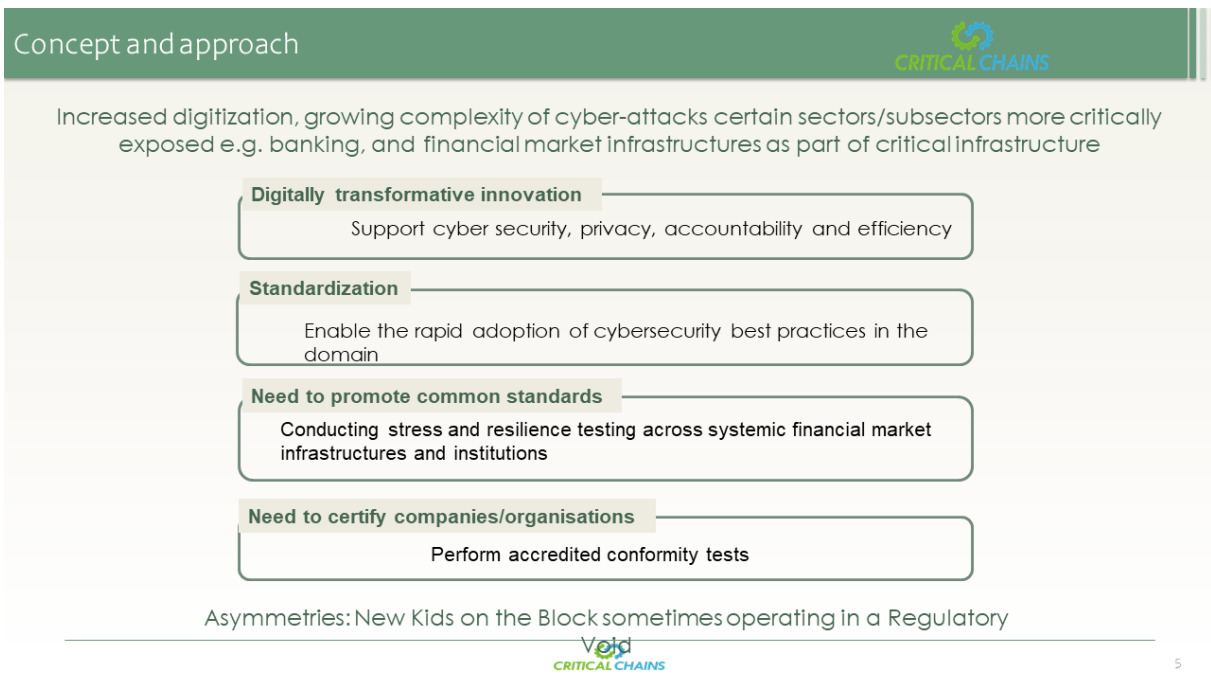 Concept and approach
CRITICAL CHAINS
Increased digitization, growing complexity of cyber-attacks certain sectors/subsectors more critically
exposed e.g. banking, and financial market infrastructures as part of critical infrastructure
Digitally transformative innovation
Support cyber security, privacy, accountability and efficiency
Standardization
Enable the rapid adoption of cybersecurity best practices in the
domain
Need to promote common standards
Conducting stress and resilience testing across systemic financial market
infrastructures and institutions
Need to certify companies/organisations
Perform accredited conformity tests
Asymmetries: New Kids on the Block sometimes operating in a Regulatory
Void
CRITICAL CHAINS
5